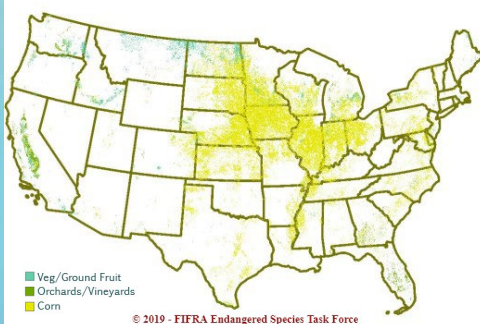 Veg/Ground Fruit
Orchards/Vineyards
Corn
© 2019 - FIFRA Endangered Species Task Force